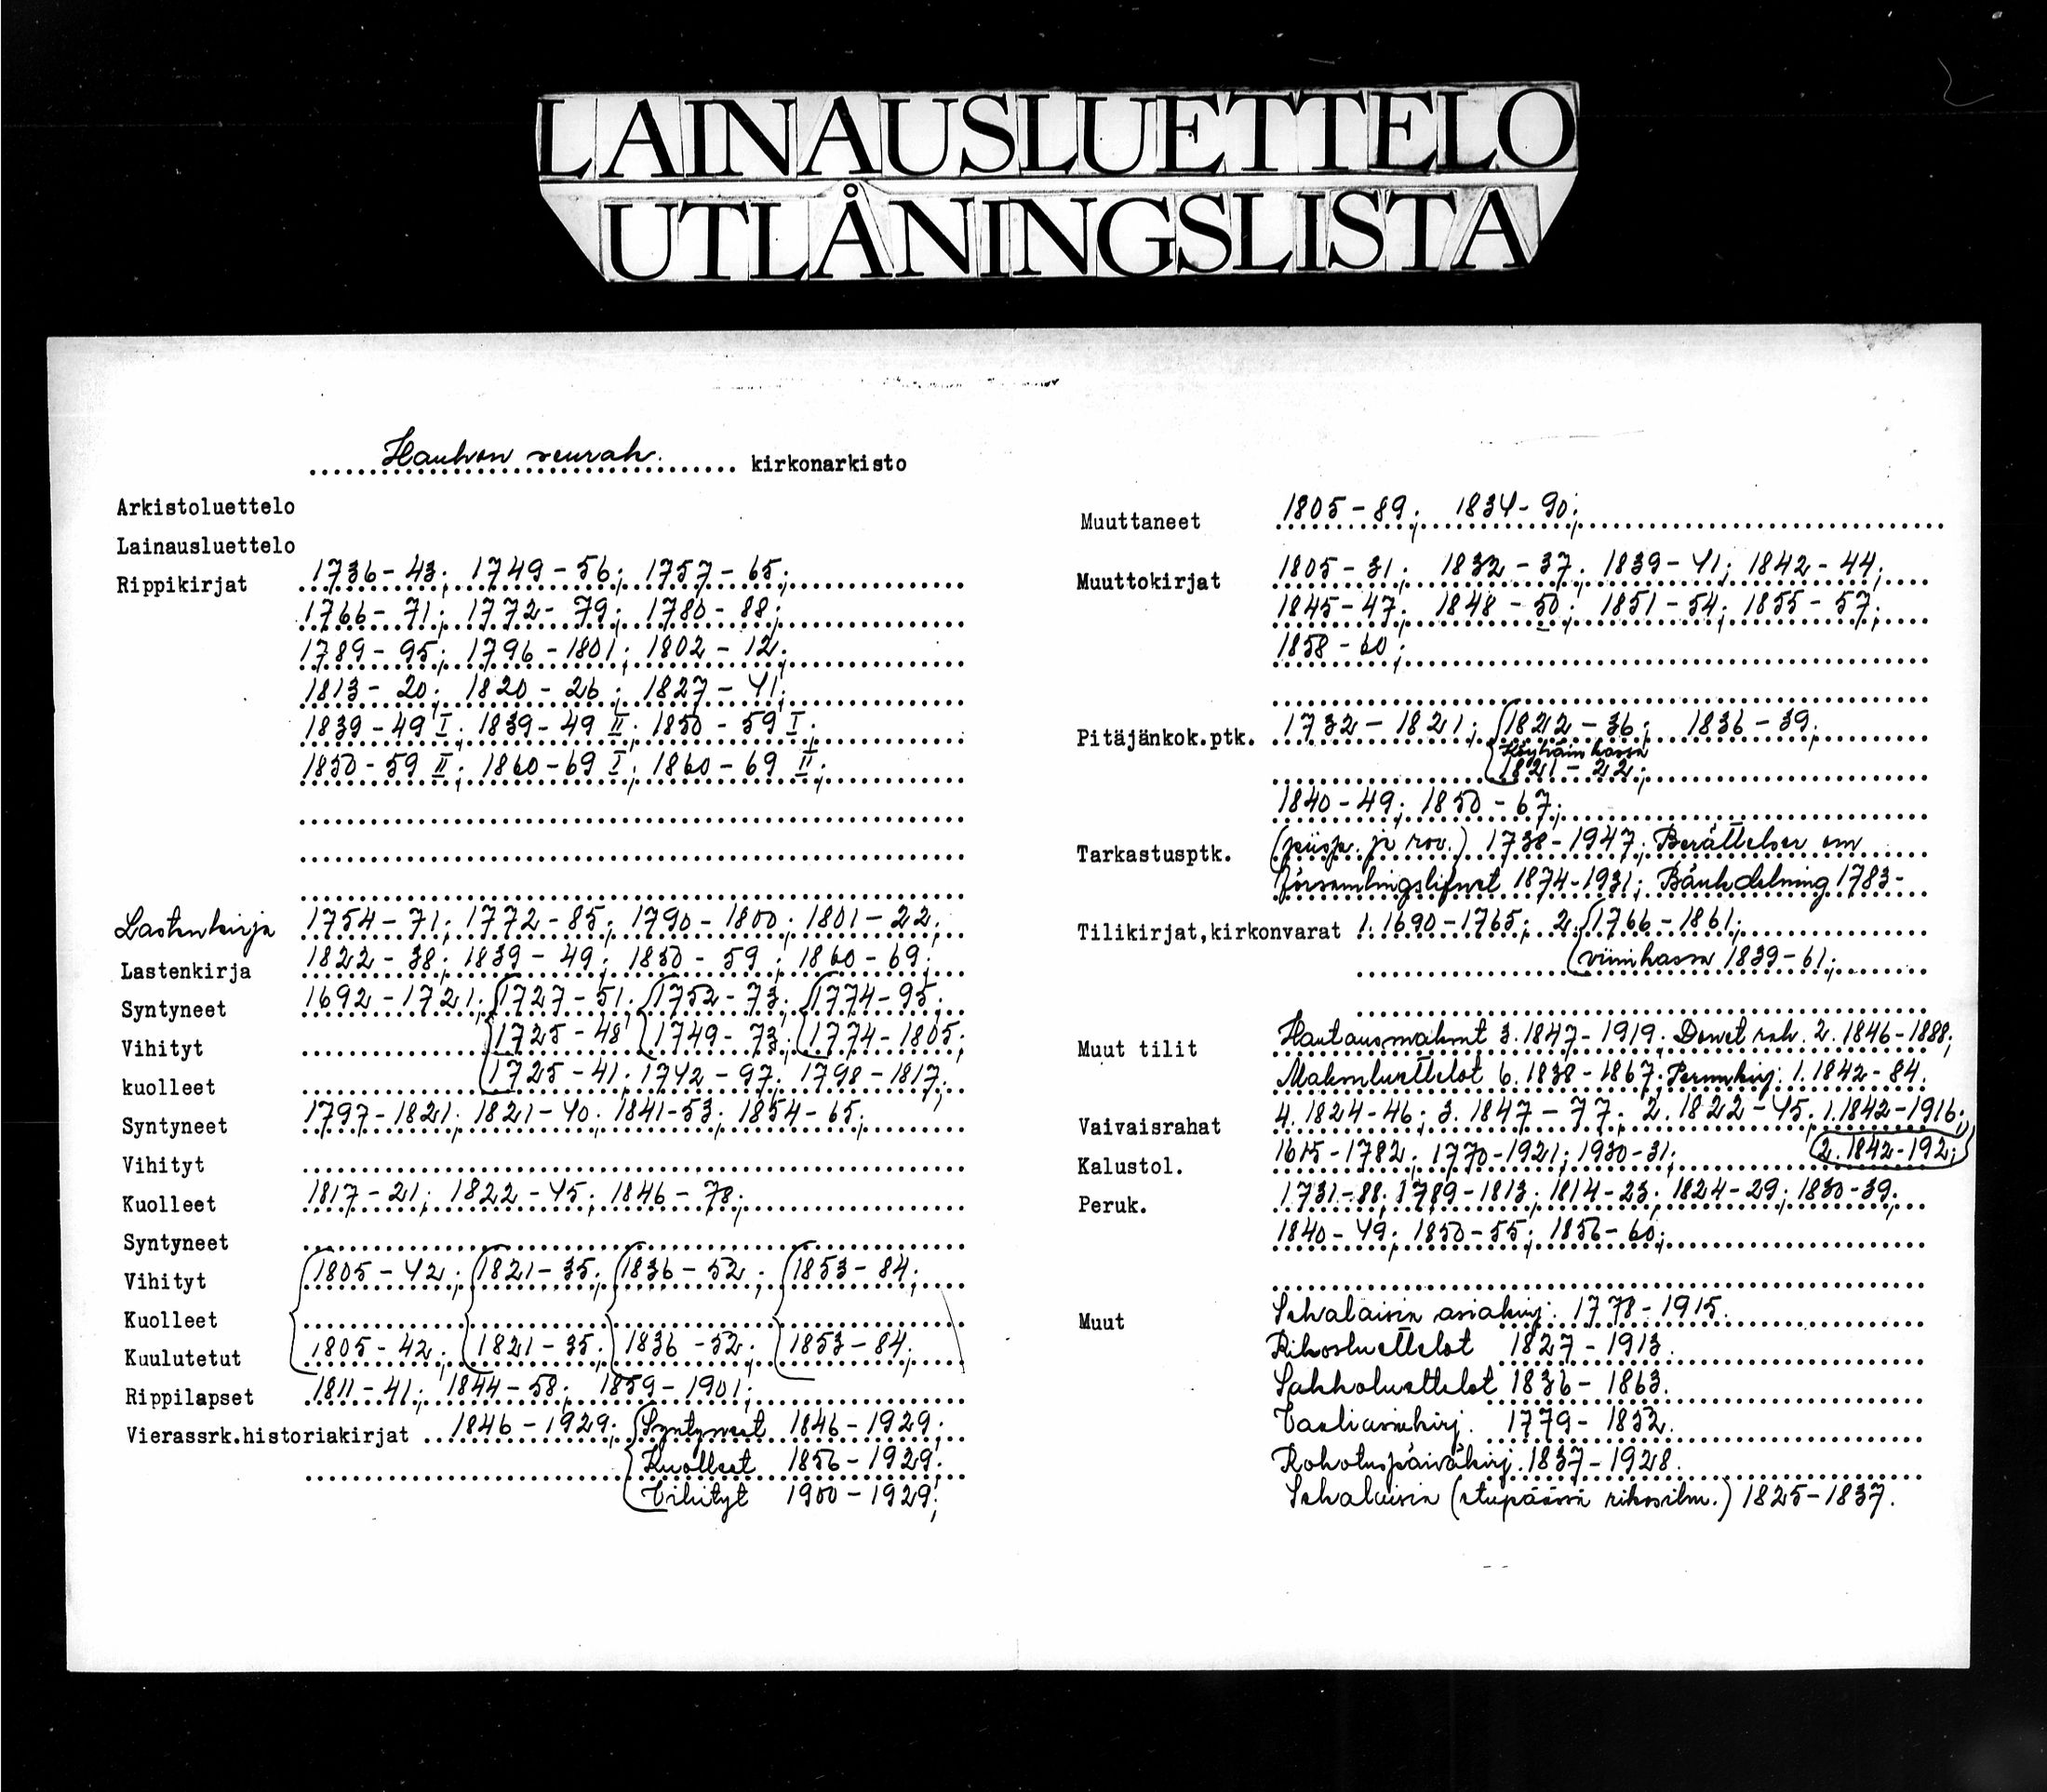 LAINAUSLUETTELO
UTLÅNINGSLISTA
Hauhon seurak. kirkonarkisto
Arkistoluettelo
Lainausluettelo
Rippikirjat 1736-43; 1749-56; 1757-65;
1766-71; 1772-79; 1780-88;
1789-95; 1796-1801; 1802-12;
1813-20; 1820-26; 1827-41;
1839-49 I; 1839-49 II; 1850-59 I;
1850-59 II; 1860-69 I; 1860-69 II;
Lastenkirja 1754-71; 1772-85; 1790-1800; 1801-22;
Lastenkirja 1822-38; 1839-49; 1850-59; 1860-69;
Syntyneet 1692-1721; 1727-51; 1752-73; 1774-95;
Vihityt 1725-48 1749-73; 1774-1805;
kuolleet 1725-41; 1742-97; 1798-1817;
Syntyneet 1797-1821; 1821-40; 1841-53; 1854-65;
Vihityt
Kuolleet 1817-21; 1822-45; 1846-78;
Syntyneet
Vihityt 1805-42; 1821-35; 1836-52; 1853-84;
Kuolleet
Kuulutetut 1805-42; 1821-35; 1836-52; 1853-84;
Rippilapset 1811-41; 1844-58; 1859-1901;
Vierassrk.historiakirjat 1846-1929; Syntyneet 1846-1929;
Kuolleet 1856-1929;
Vihityt 1900-1929;
Muuttaneet 1805-89; 1834-90;
Muuttokirjat 1805-31; 1832-37; 1839-41; 1842-44;
1845-47; 1848-50; 1851-54; 1855-57;
1858-60;
Pitäjänkok.ptk. 1732-1821; 1822-36; 1836-39;
Köyhäin kassa
1821-22;
1840-49; 1850-67;
Tarkastusptk. (piisp. ja rov.) 1738-1947; Berättelser om
församlingslifvet 1874-1931; Bänkdelning 1783-
Tilikirjat,kirkonvarat 1. 1690-1765; 2. 1766-1861;
viinikassa 1839-61;
Muut tilit Hautausmaksut 3. 1847-1919; rak. 2. 1846-1888;
Maksuluettelot 6. 1838-1867; 1. 1842-84.
Vaivaisrahat 4. 1824-46; 3. 1847-77; 2. 1822-45; 1. 1842-1916;
Kalustol. 1615-1782; 1770-1921; 1930-31; 2. 1842-192;
Peruk. 1731-88; 1789-1813; 1814-23; 1824-29; 1830-39;
1840-49; 1850-55; 1856-60;
Muut Sekalaisia asiakirj. 1778-1915.
Rikosluettelot 1827-1913.
Sakkoluettelot 1836-1863.
Vaaliasiakirj. 1779-1852.
Rokotuspäiväkirj. 1837-1928.
Sekalaisia (etupäässä rikosilm.) 1825-1837.